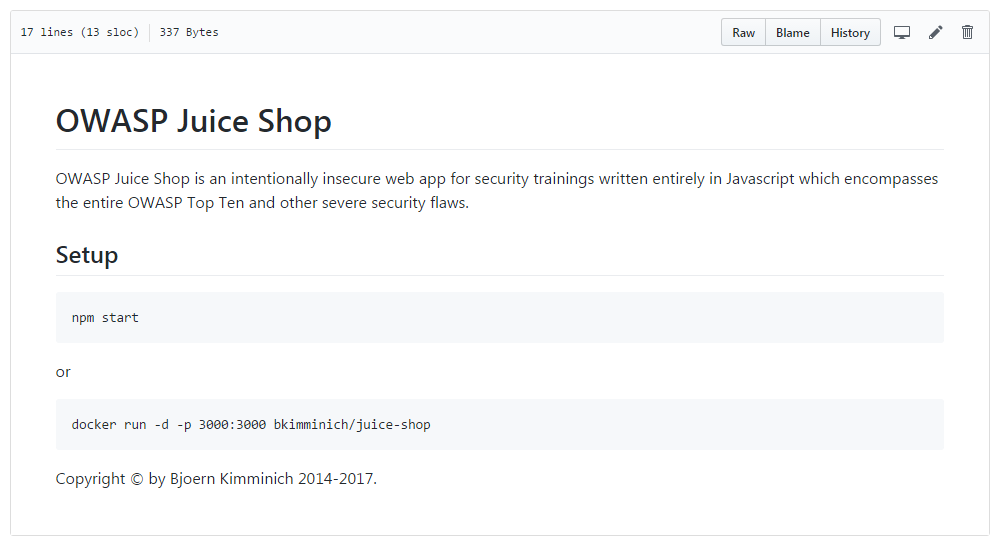 17 lines (13 sloc) 337 Bytes Raw Blame History
OWASP Juice Shop
OWASP Juice Shop is an intentionally insecure web app for security trainings written entirely in Javascript which encompasses
the entire OWASP Top Ten and other severe security flaws.
Setup
npm start
or
docker run -d -p 3000:3000 bkimminich/juice-shop
Copyright © by Bjoern Kimminich 2014-2017.